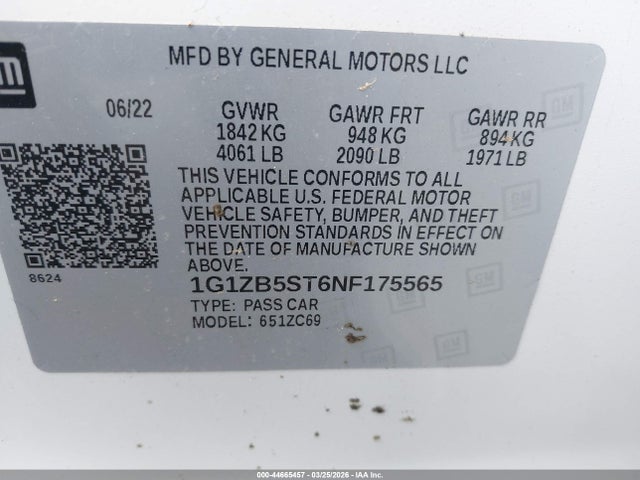 MFD BY GENERAL MOTORS LLC
06/22 GVWR GAWR FRT GAWR RR
1842 KG 948 KG 894 KG
4061 LB 2090 LB 1971 LB
THIS VEHICLE CONFORMS TO ALL
APPLICABLE U.S. FEDERAL MOTOR
VEHICLE SAFETY, BUMPER, AND THEFT
PREVENTION STANDARDS IN EFFECT ON
THE DATE OF MANUFACTURE SHOWN
ABOVE.
8624
1G1ZB5ST6NF175565
TYPE: PASS CAR
MODEL: 651ZC69
000-44665457 - 03/25/2026 - IAA Inc.